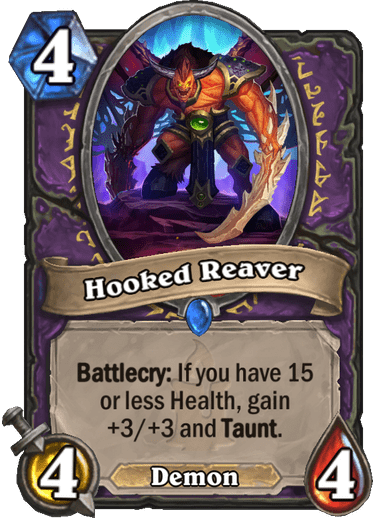 4
Hooked Reaver
Battlecry: If you have 15
or less Health, gain
+3/+3 and Taunt.
4
Demon
4